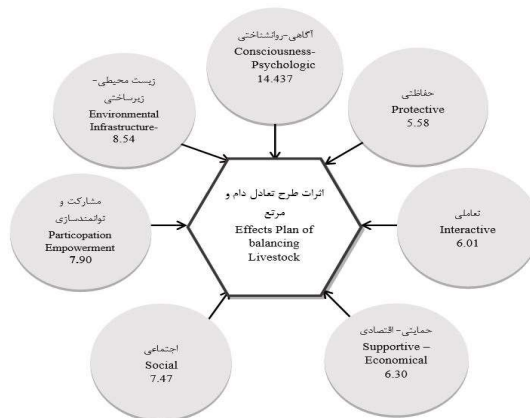 آگاهی-روانشناختی
Consciousness-
Psychologic
14.437
حفاظتی
Protective
5.58
تعاملی
Interactive
6.01
حمایتی- اقتصادی
Supportive –
Economical
6.30
اجتماعی
Social
7.47
مشارکت و
توانمندسازی
Particopation
Empowerment
7.90
زیست محیطی-
زیرساختی
Environmental
Infrastructure-
8.54
اثرات طرح تعادل دام و
مرتع
Effects Plan of
balancing
Livestock